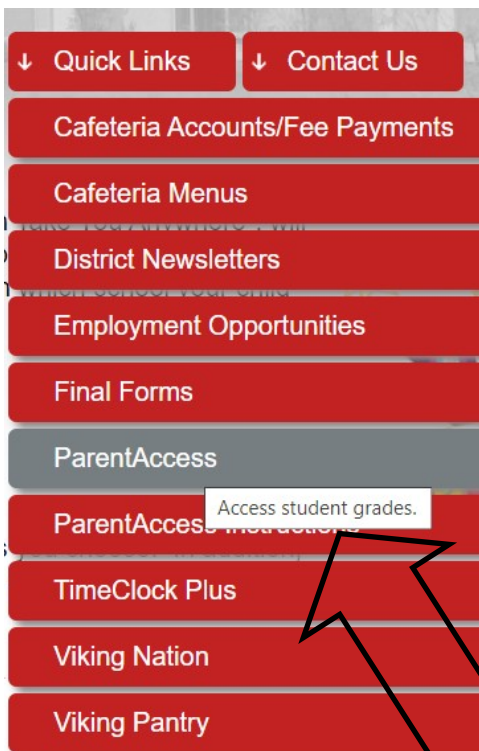 Quick Links
Contact Us
Cafeteria Accounts/Fee Payments
Cafeteria Menus
District Newsletters
Employment Opportunities
Final Forms
ParentAccess
Access student grades.
ParentAccess Instructions
TimeClock Plus
Viking Nation
Viking Pantry